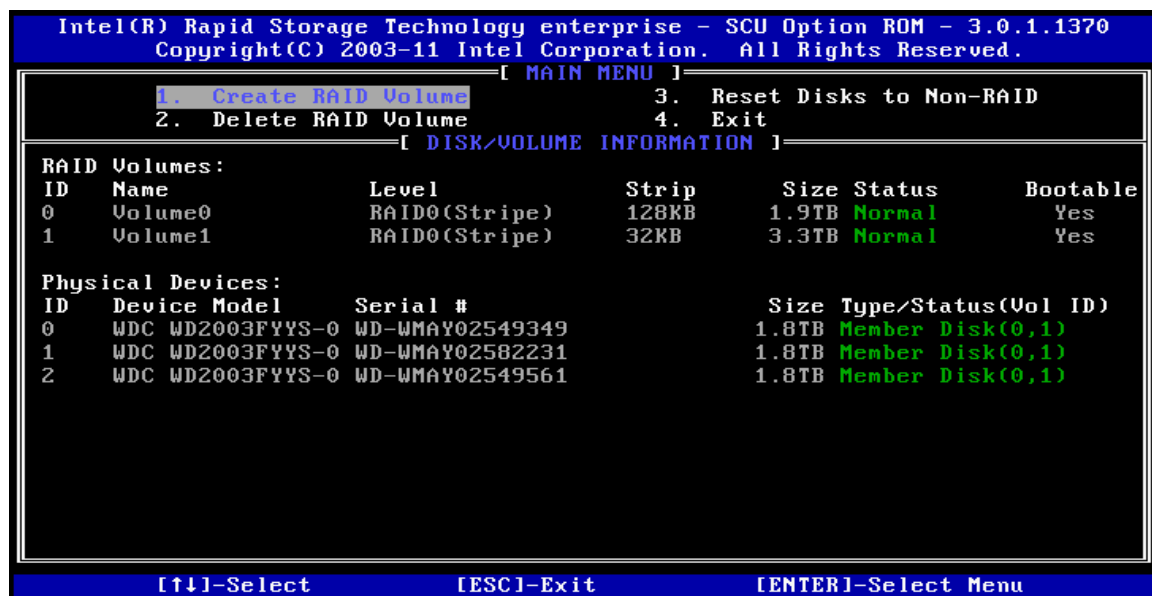 Intel(R) Rapid Storage Technology enterprise - SCU Option ROM - 3.0.1.1370
Copyright(C) 2003-11 Intel Corporation. All Rights Reserved.
[ MAIN MENU ]
1. Create RAID Volume 3. Reset Disks to Non-RAID
2. Delete RAID Volume 4. Exit
[ DISK/VOLUME INFORMATION ]
RAID Volumes:
ID Name Level Strip Size Status Bootable
0 Volume0 RAID0(Stripe) 128KB 1.9TB Normal Yes
1 Volume1 RAID0(Stripe) 32KB 3.3TB Normal Yes
Physical Devices:
ID Device Model Serial # Size Type/Status(Vol ID)
0 WDC WD2003FYYS-0 WD-WMAY02549349 1.8TB Member Disk(0,1)
1 WDC WD2003FYYS-0 WD-WMAY02582231 1.8TB Member Disk(0,1)
2 WDC WD2003FYYS-0 WD-WMAY02549561 1.8TB Member Disk(0,1)
[↑↓]-Select [ESC]-Exit [ENTER]-Select Menu